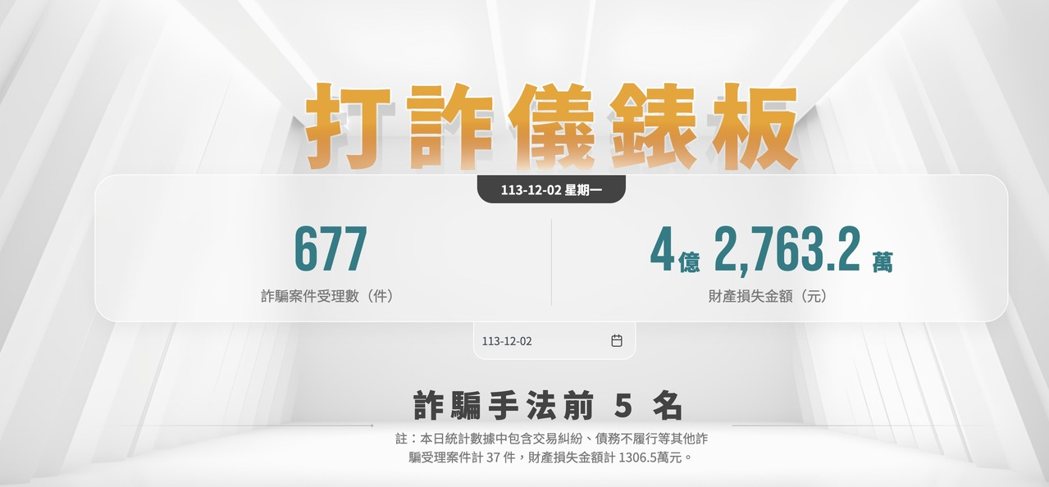 打詐儀錶板
113-12-02 星期一
677
詐騙案件受理數（件）
4億 2,763.2 萬
財產損失金額（元）
113-12-02
詐騙手法前 5 名
註：本日統計數據中包含交易糾紛、債務不履行等其他詐
騙受理案件計 37 件，財產損失金額計 1306.5萬元。